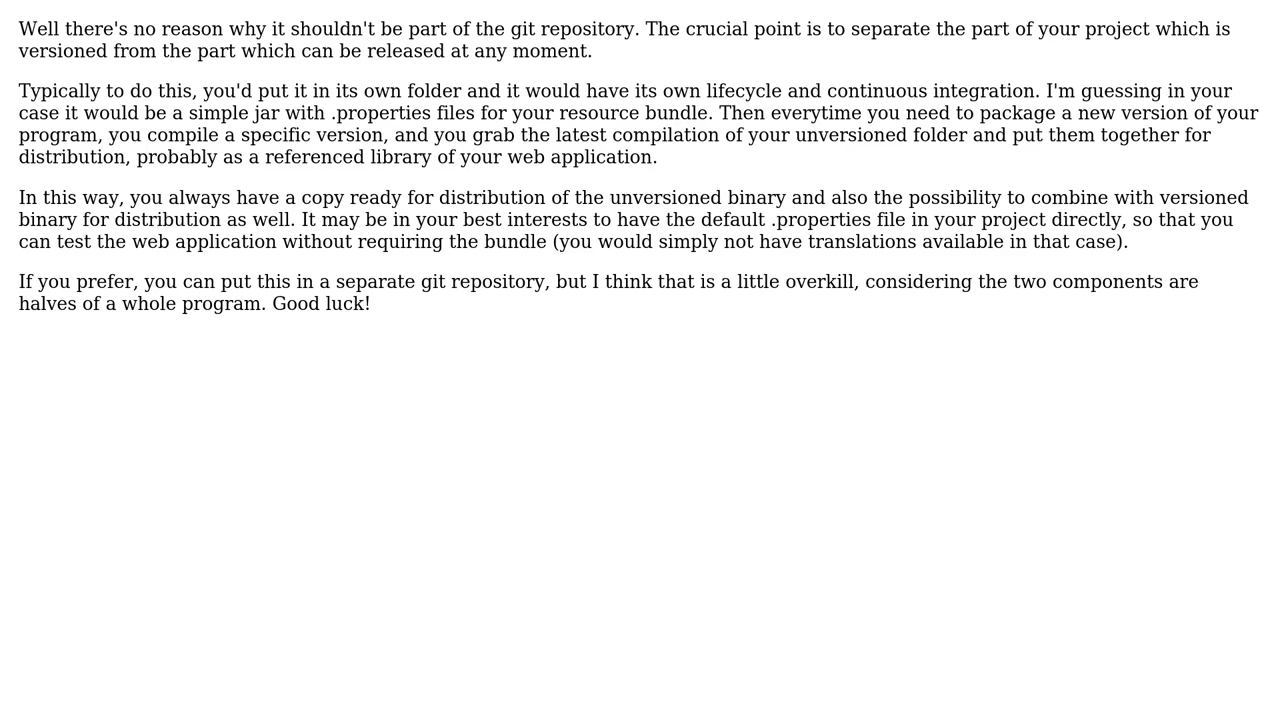 Well there's no reason why it shouldn't be part of the git repository. The crucial point is to separate the part of your project which is
versioned from the part which can be released at any moment.
Typically to do this, you'd put it in its own folder and it would have its own lifecycle and continuous integration. I'm guessing in your
case it would be a simple jar with .properties files for your resource bundle. Then everytime you need to package a new version of your
program, you compile a specific version, and you grab the latest compilation of your unversioned folder and put them together for
distribution, probably as a referenced library of your web application.
In this way, you always have a copy ready for distribution of the unversioned binary and also the possibility to combine with versioned
binary for distribution as well. It may be in your best interests to have the default .properties file in your project directly, so that you
can test the web application without requiring the bundle (you would simply not have translations available in that case).
If you prefer, you can put this in a separate git repository, but I think that is a little overkill, considering the two components are
halves of a whole program. Good luck!